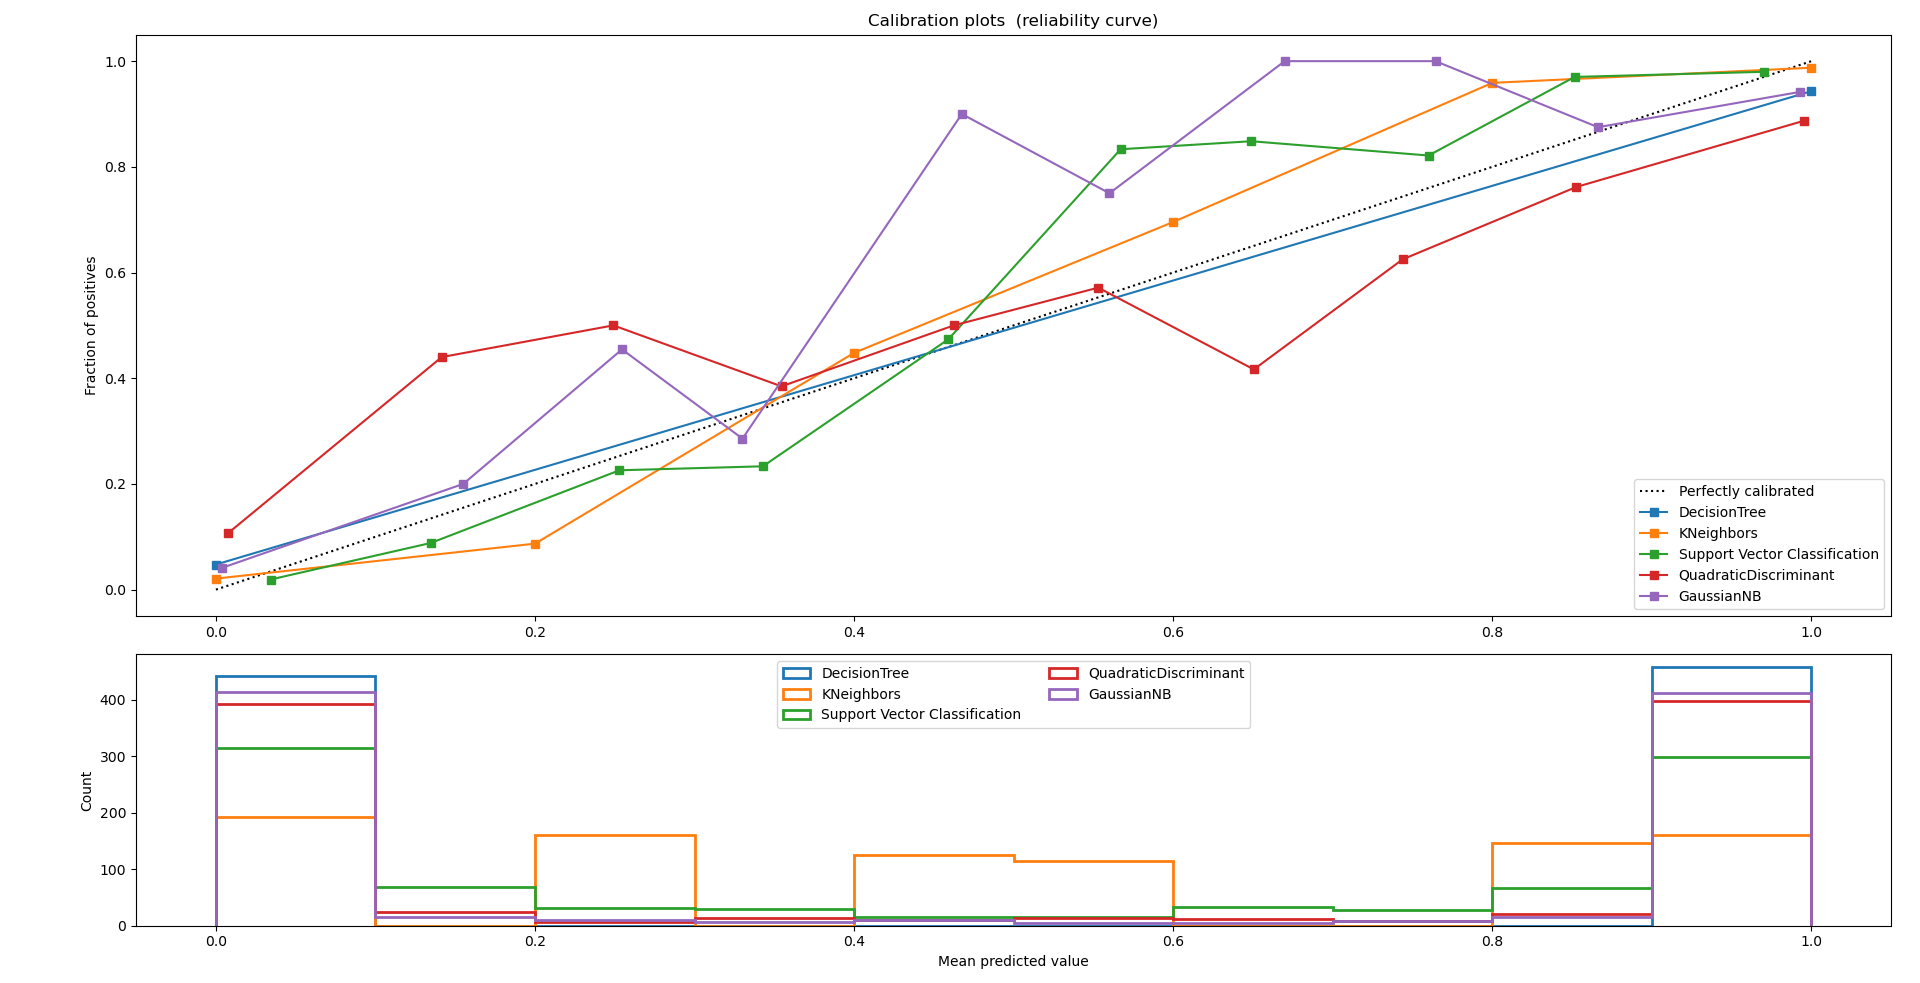 Calibration plots  (reliability curve)
1.0
0.8
0.6
0.4
0.2
0.0
Fraction of positives
Perfectly calibrated
DecisionTree
KNeighbors
Support Vector Classification
QuadraticDiscriminant
GaussianNB
0.0 0.2 0.4 0.6 0.8 1.0
DecisionTree QuadraticDiscriminant
KNeighbors GaussianNB
Support Vector Classification
400
300
200
100
0
Count
0.0 0.2 0.4 0.6 0.8 1.0
Mean predicted value